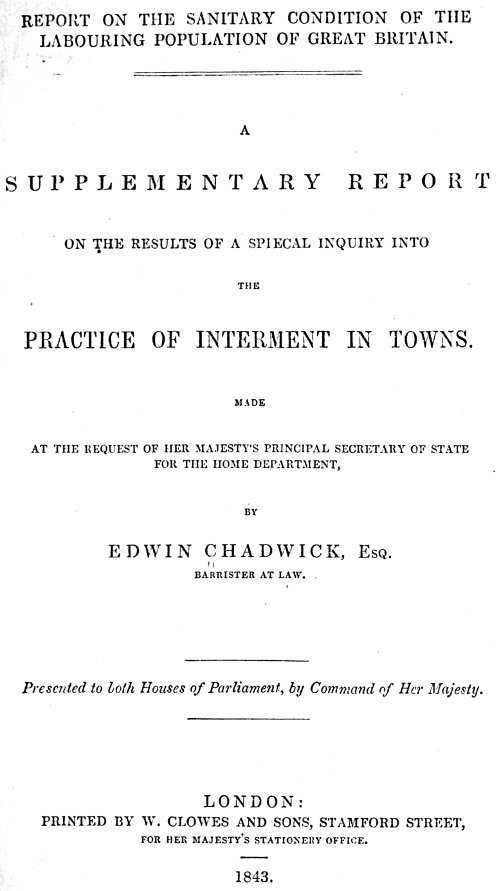 REPORT ON THE SANITARY CONDITION OF THE
LABOURING POPULATION OF GREAT BRITAIN.
A
SUPPLEMENTARY REPORT
ON THE RESULTS OF A SPIECAL INQUIRY INTO
THE
PRACTICE OF INTERMENT IN TOWNS.
MADE
AT THE REQUEST OF HER MAJESTY'S PRINCIPAL SECRETARY OF STATE
FOR THE HOME DEPARTMENT,
BY
EDWIN CHADWICK, ESQ.
BARRISTER AT LAW.
Presented to both Houses of Parliament, by Command of Her Majesty.
LONDON:
PRINTED BY W. CLOWES AND SONS, STAMFORD STREET,
FOR HER MAJESTY'S STATIONERY OFFICE.
1843.